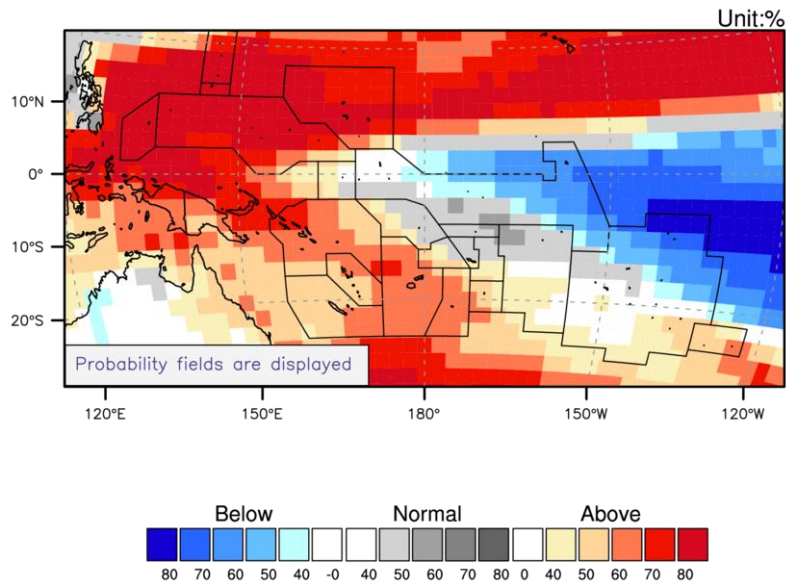 Unit:%
10°N
0°
10°S
20°S
Probability fields are displayed
120°E 150°E 180° 150°W 120°W
Below Normal Above
80 70 60 50 40 -0 40 50 60 70 80 0 40 50 60 70 80